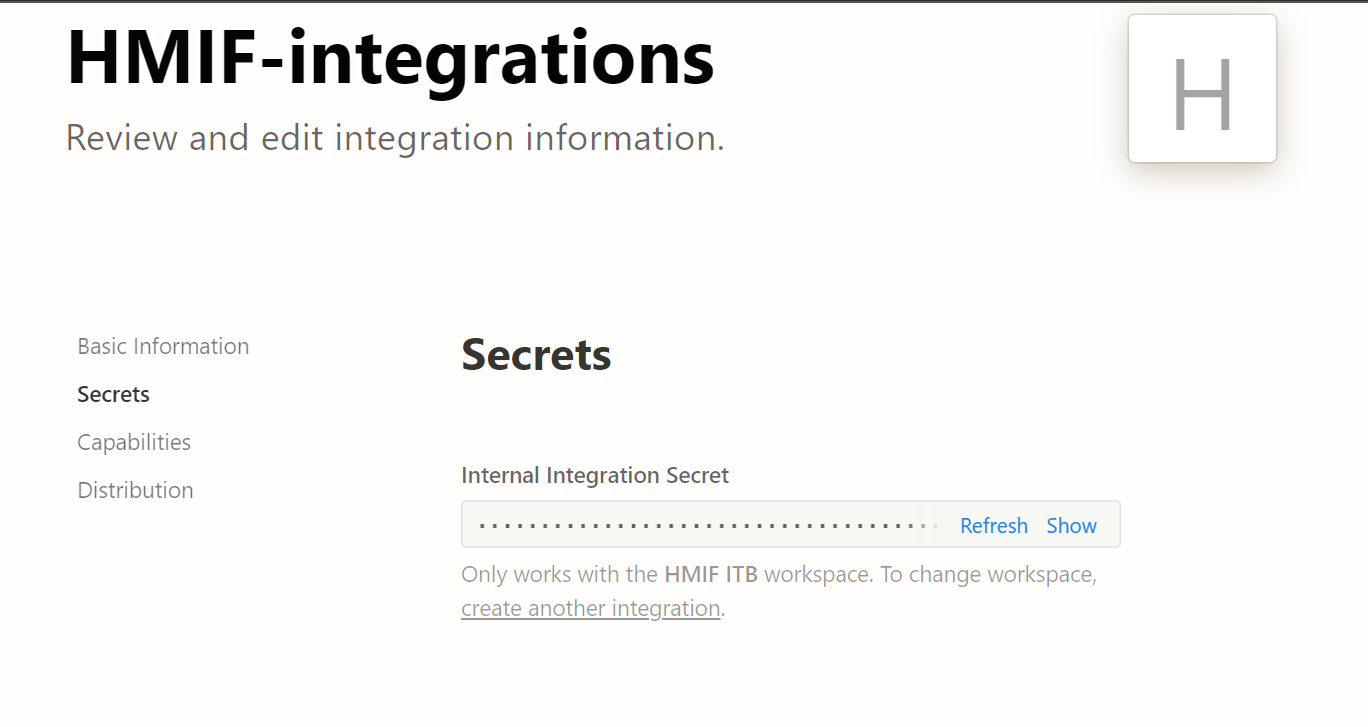 HMIF-integrations
Review and edit integration information.
H
Basic Information
Secrets
Capabilities
Distribution
Secrets
Internal Integration Secret
Refresh Show
Only works with the HMIF ITB workspace. To change workspace,
create another integration.